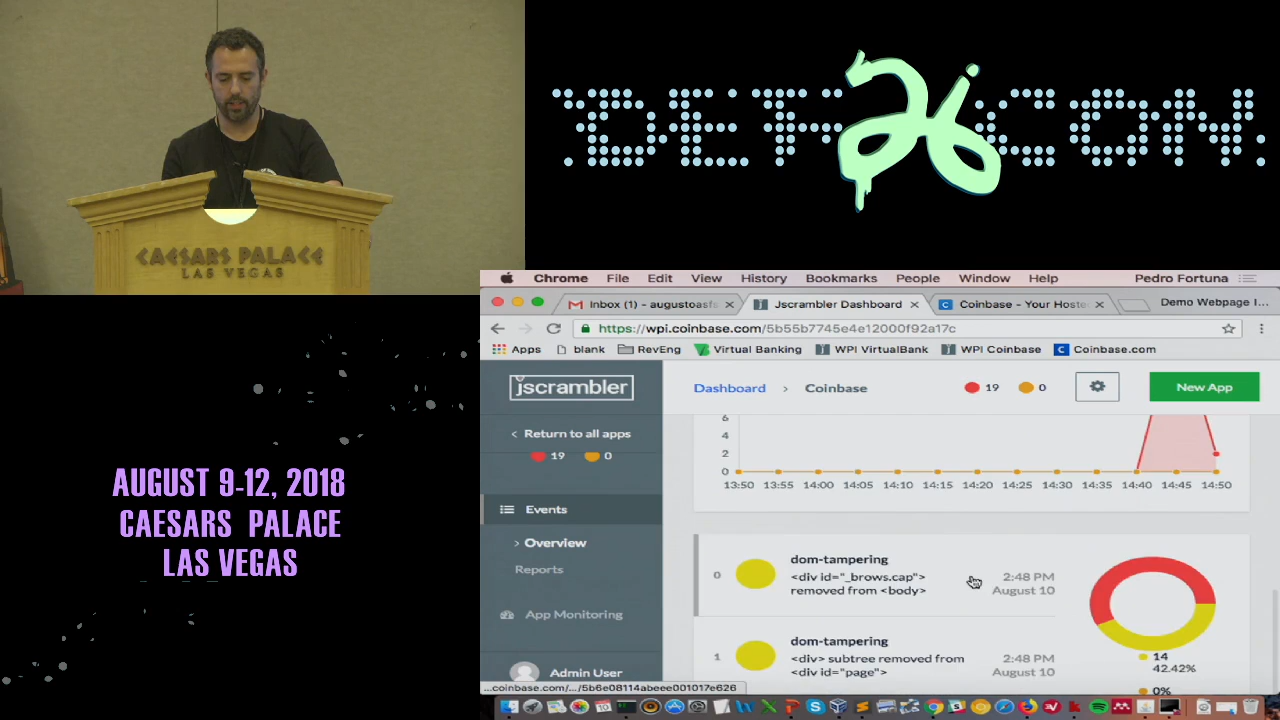 DEF 26 CON
CAESARS PALACE
LAS VEGAS
AUGUST 9-12, 2018
CAESARS PALACE
LAS VEGAS
Chrome File Edit View History Bookmarks People Window Help Pedro Fortuna
Inbox (1) - augustoasfs Jscrambler Dashboard Coinbase - Your Hoste Demo Webpage I...
https://wpi.coinbase.com/5b55b7745e4e12000f92a17c
Apps blank RevEng Virtual Banking WPI VirtualBank WPI Coinbase Coinbase.com
jscrambler
Dashboard > Coinbase 19 0 New App
< Return to all apps
19 0
Events
> Overview
Reports
App Monitoring
Admin User
...coinbase.com/.../5b6e08114abeee001017e626
6
4
2
0
13:50 13:55 14:00 14:05 14:10 14:15 14:20 14:25 14:30 14:35 14:40 14:45 14:50
0 dom-tampering
<div id="_brows.cap"> 2:48 PM
removed from <body> August 10
1 dom-tampering
<div> subtree removed from 2:48 PM
<div id="page"> August 10
14
42.42%
0%